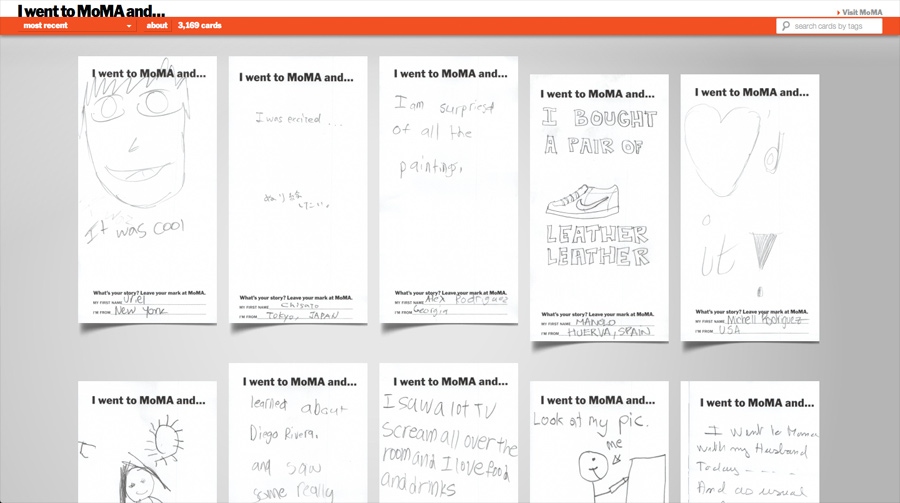 I went to MoMA and...
Visit MoMA
most recent
about
3,169 cards
search cards by tags
I went to MoMA and...
It was cool
What's your story? Leave your mark at MoMA.
MY FIRST NAME Uriel
I'M FROM New York
I went to MoMA and...
I was excited ...
What's your story? Leave your mark at MoMA.
MY FIRST NAME Chisato
I'M FROM TOKYO, JAPAN
I went to MoMA and...
I am surpriest
of all the
paintings.
What's your story? Leave your mark at MoMA.
MY FIRST NAME Alex Rodriguez
I'M FROM Georgia
I went to MoMA and...
I BOUGHT
A PAIR OF
LEATHER
LEATHER
What's your story? Leave your mark at MoMA.
MY FIRST NAME MANOLO
I'M FROM HUERVA, SPAIN
I went to MoMA and...
d
it
!
What's your story? Leave your mark at MoMA.
MY FIRST NAME Michell Rodriguez
I'M FROM USA
I went to MoMA and...
I went to MoMA and...
learned about
Diego Rivera.
and saw
some really
I went to MoMA and...
I saw a lot TV
scream all over the
room and I love food
and drinks
I went to MoMA and...
Look at my pic.
me
I went to MoMA and...
I Went to Moma
with my Husband
Today ----
And as usual